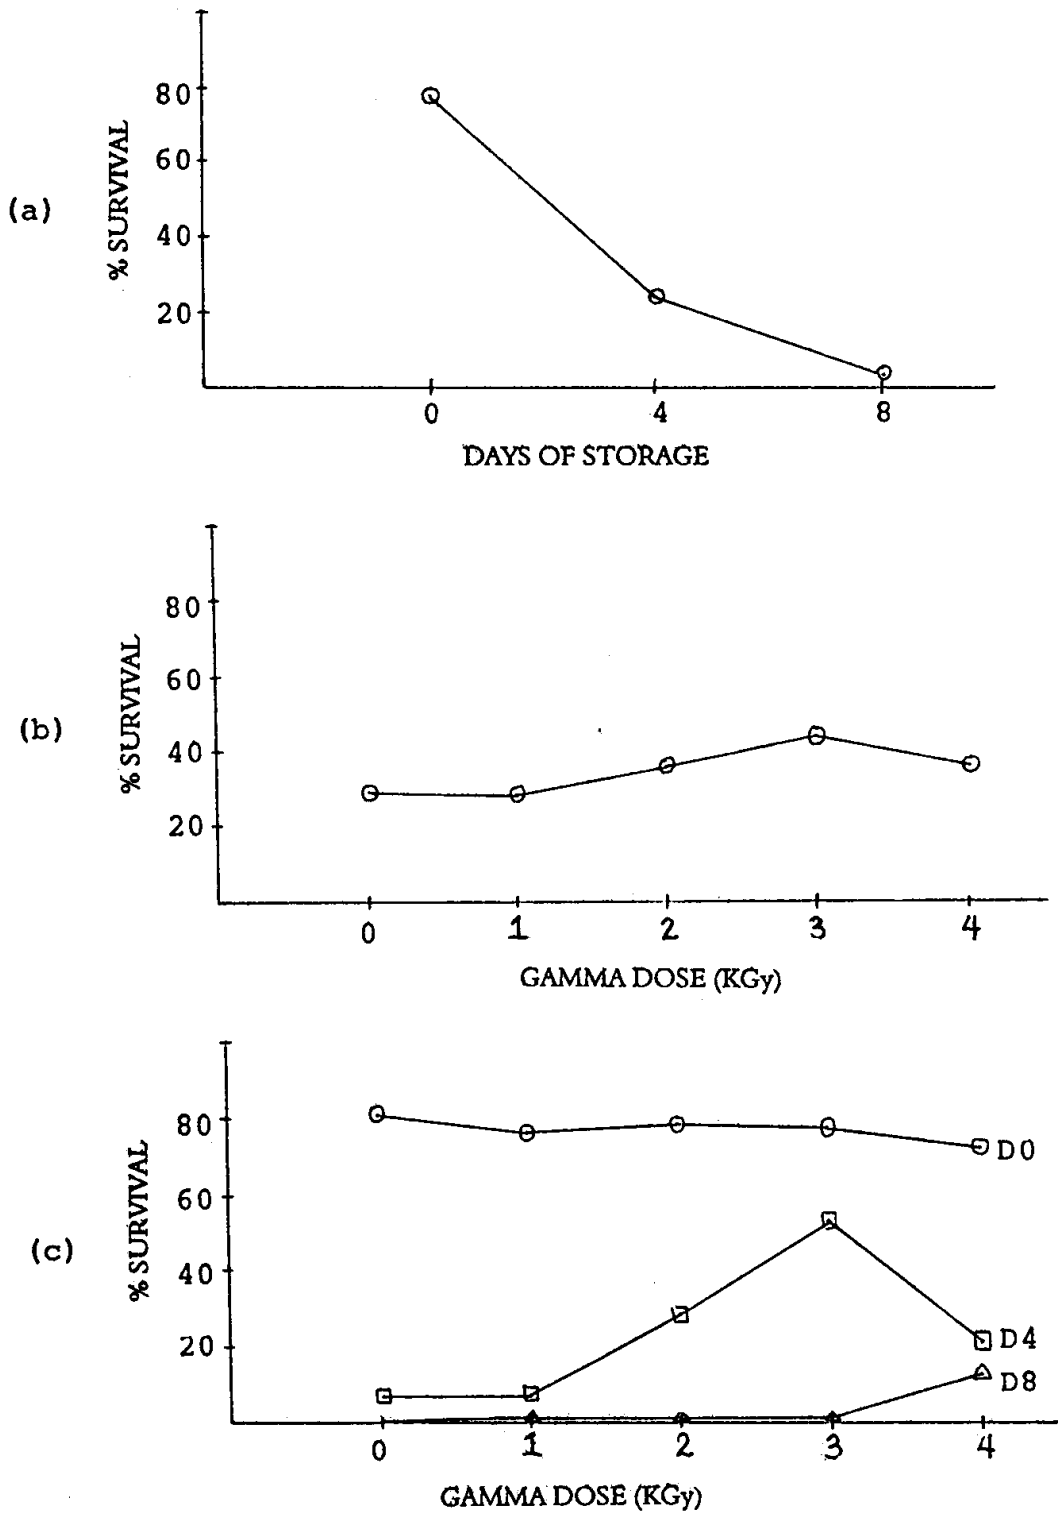 (a)
% SURVIVAL
80
60
40
20
0 4 8
DAYS OF STORAGE
(b)
% SURVIVAL
80
60
40
20
0 1 2 3 4
GAMMA DOSE (KGy)
(c)
% SURVIVAL
80
60
40
20
D0
D4
D8
0 1 2 3 4
GAMMA DOSE (KGy)